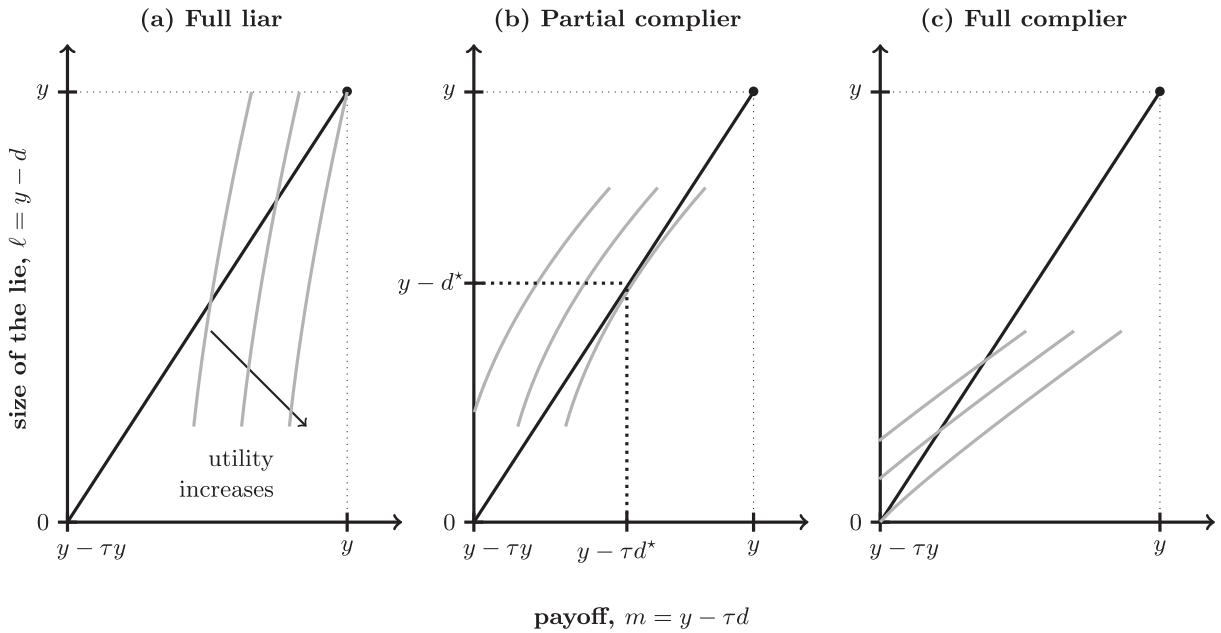 (a) Full liar
(b) Partial complier
(c) Full complier
size of the lie, ℓ = y − d
y
0
y − τy
y
utility
increases
y
y − d⋆
0
y − τy
y − τd⋆
y
y
0
y − τy
y
payoff, m = y − τd